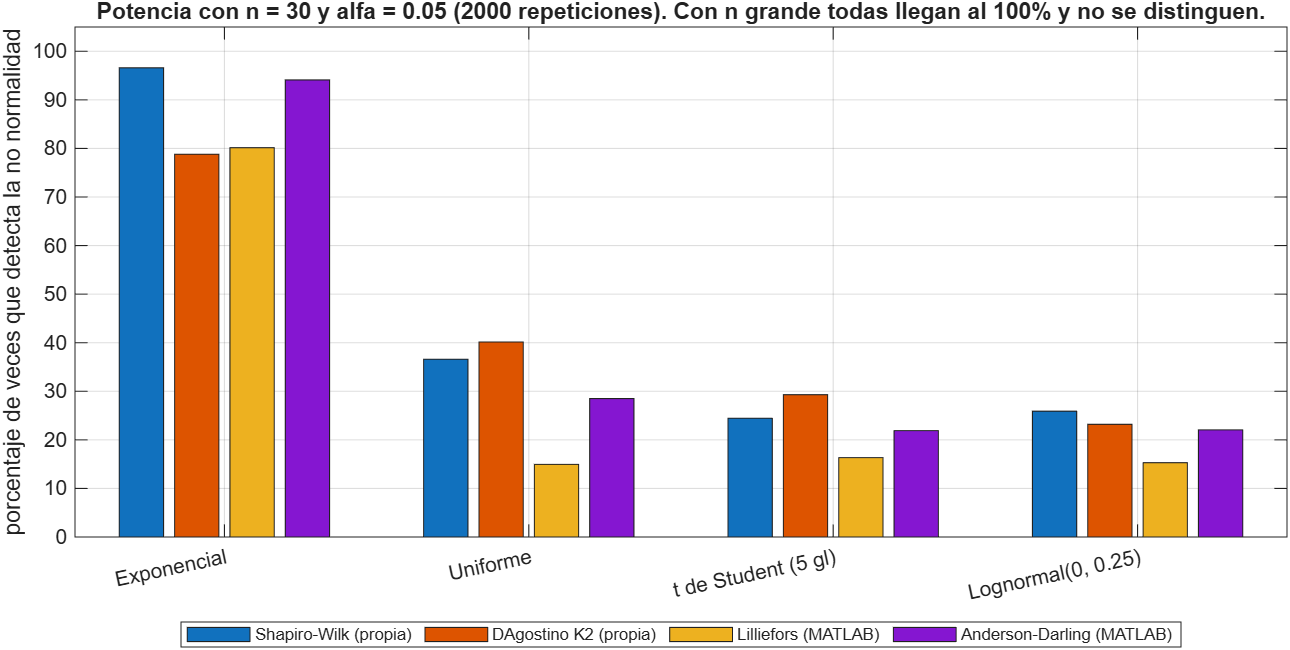 Potencia con n = 30 y alfa = 0.05 (2000 repeticiones). Con n grande todas llegan al 100% y no se distinguen.
porcentaje de veces que detecta la no normalidad
100
90
80
70
60
50
40
30
20
10
0
Exponencial
Uniforme
t de Student (5 gl)
Lognormal(0, 0.25)
Shapiro-Wilk (propia)
DAgostino K2 (propia)
Lilliefors (MATLAB)
Anderson-Darling (MATLAB)